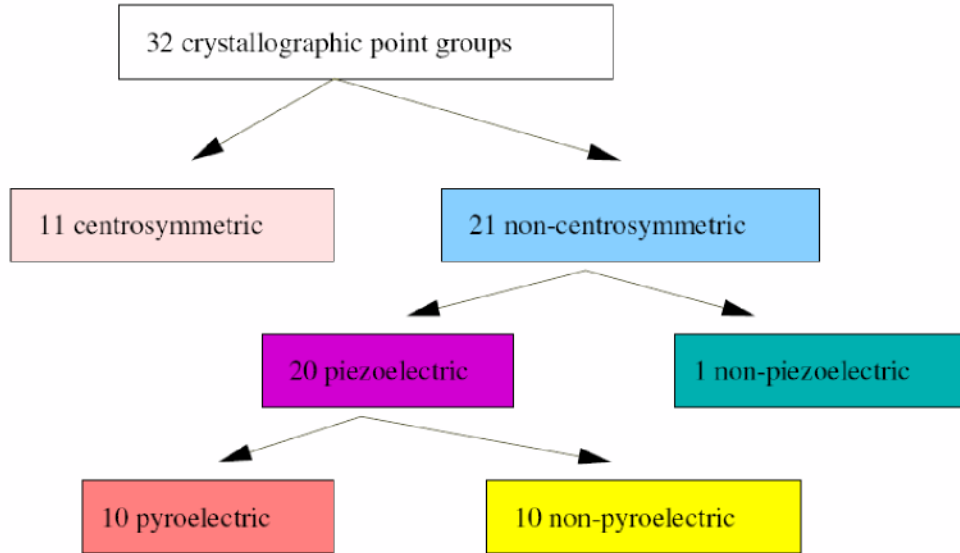 32 crystallographic point groups
11 centrosymmetric
21 non-centrosymmetric
20 piezoelectric
1 non-piezoelectric
10 pyroelectric
10 non-pyroelectric